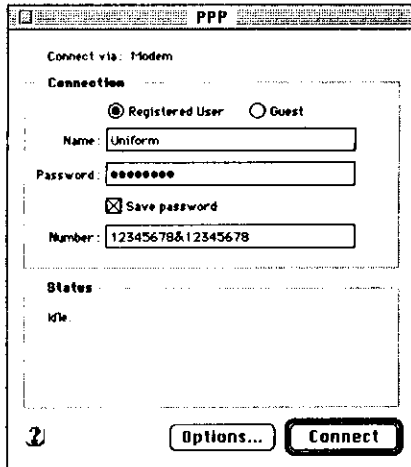 PPP
Connect via: Modem
Connection
Registered User Guest
Name: Uniform
Password: ●●●●●●●●
Save password
Number: 12345678&12345678
Status
Idle.
?
Options... Connect